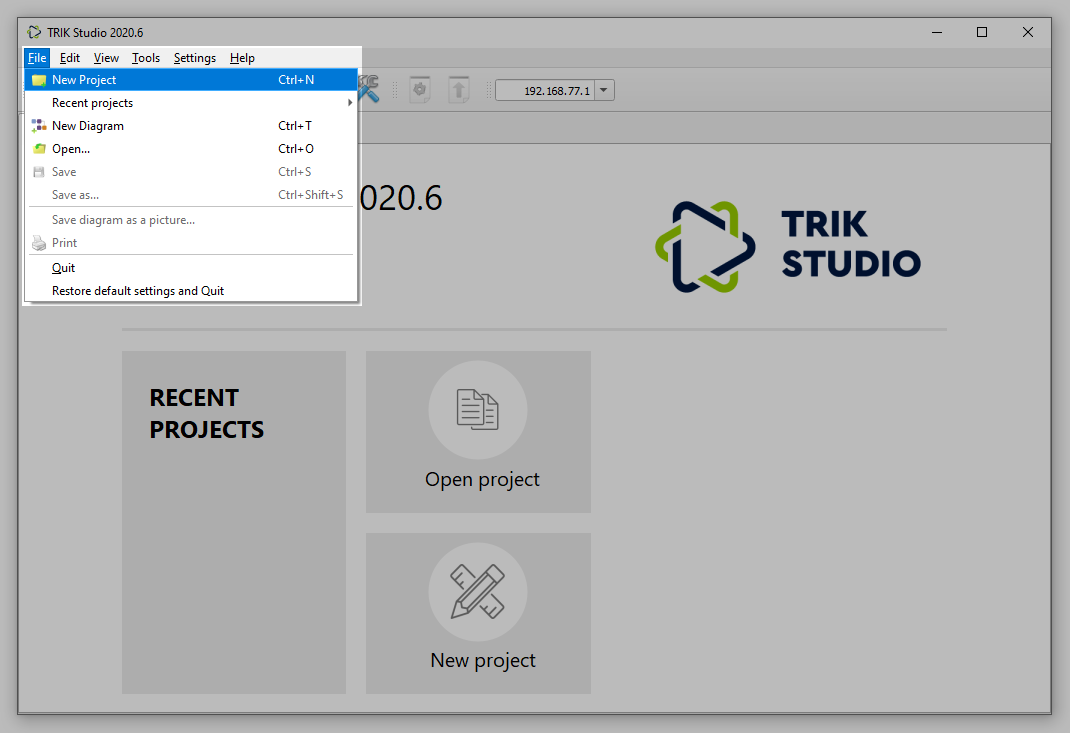 TRIK Studio 2020.6
File Edit View Tools Settings Help
New Project Ctrl+N
192.168.77.1
Recent projects
New Diagram Ctrl+T
Open... Ctrl+O
Save Ctrl+S
Save as... Ctrl+Shift+S
020.6
Save diagram as a picture...
Print
Quit
Restore default settings and Quit
TRIK
STUDIO
RECENT
PROJECTS
Open project
New project